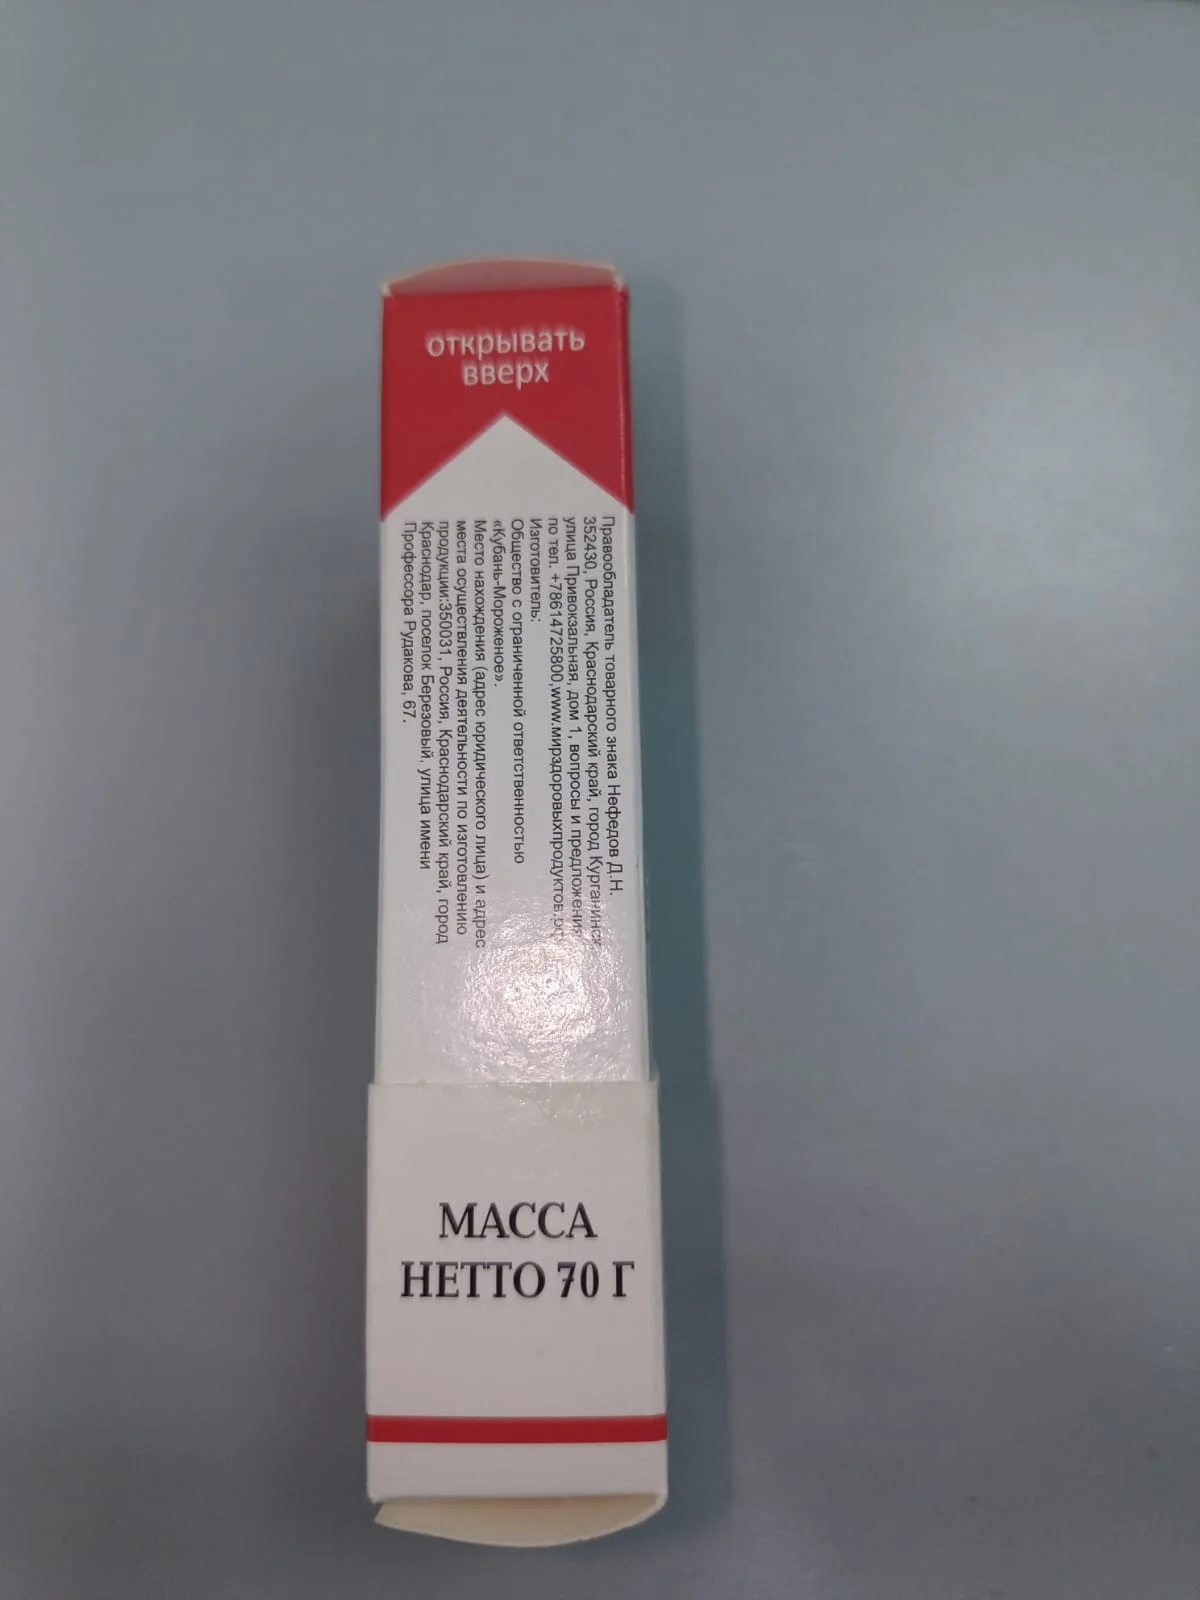 открывать
вверх
Правообладатель товарного знака Нефедов Д.Н.
352430, Россия, Краснодарский край, город Курганинск,
улица Привокзальная, дом 1, вопросы и предложения
по тел. +78614725800,www.мирздоровыхпродуктов.рф
Изготовитель:
Общество с ограниченной ответственностью
«Кубань-Мороженое».
Место нахождения (адрес юридического лица) и адрес
места осуществления деятельности по изготовлению
продукции:350031, Россия, Краснодарский край, город
Краснодар, поселок Березовый, улица имени
Профессора Рудакова, 67.
МАССА
НЕТТО 70 Г